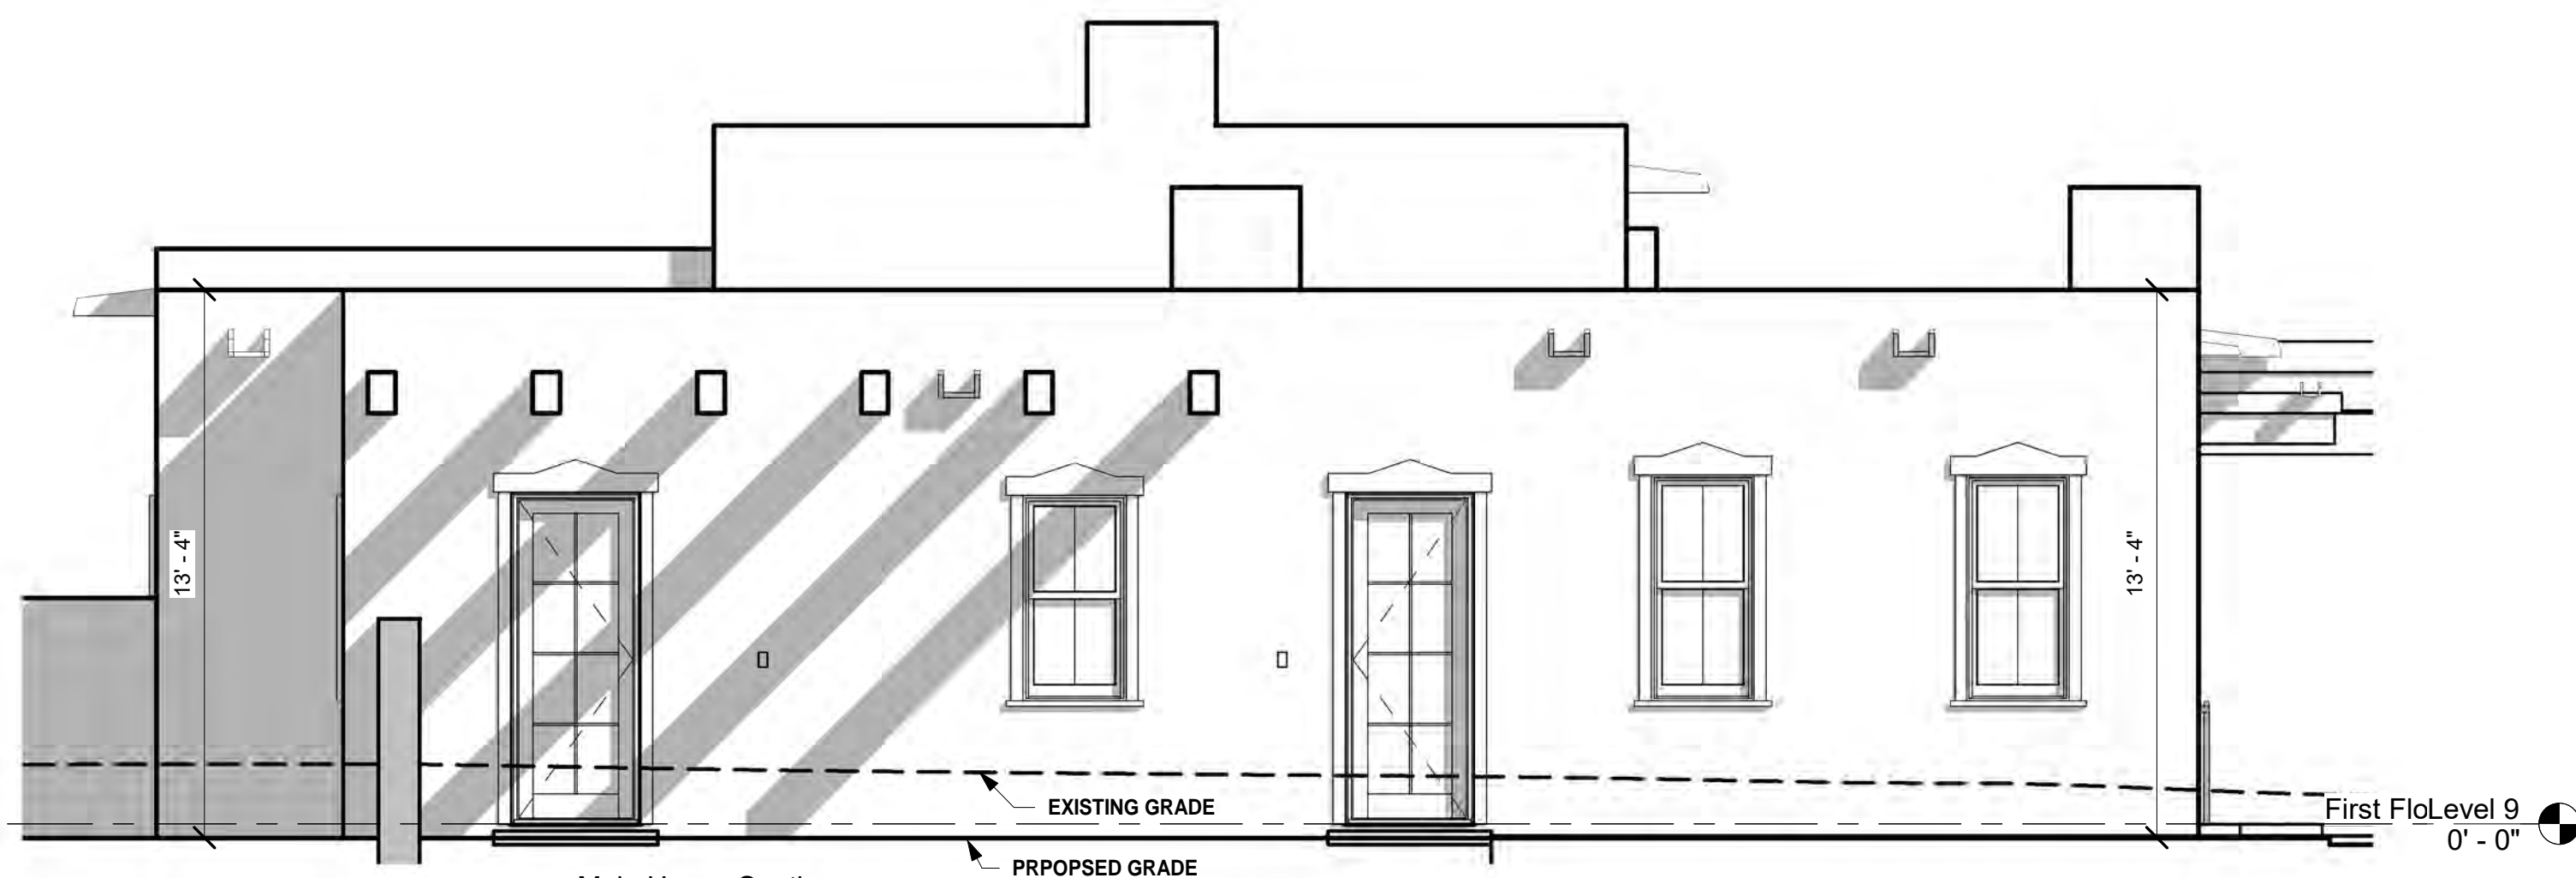 13' - 4"
13' - 4"
EXISTING GRADE
First FloLevel 9
0' - 0"
PRPOPSED GRADE